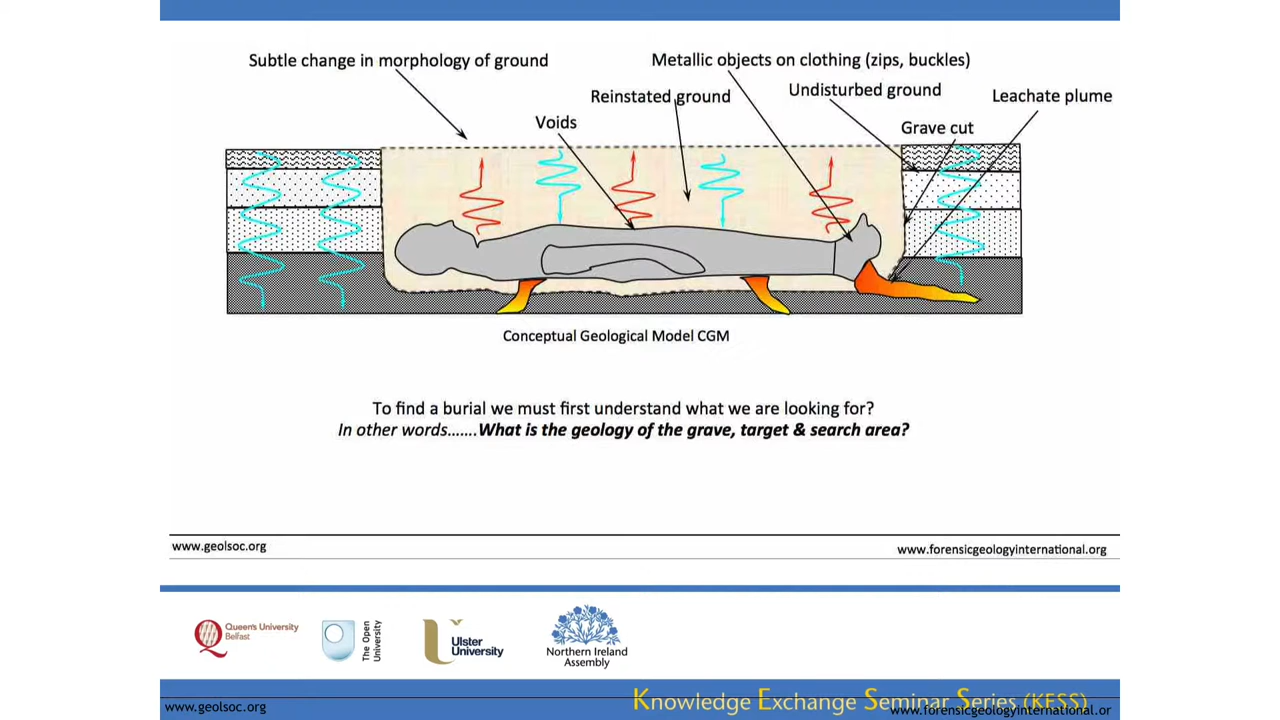 Subtle change in morphology of ground
Metallic objects on clothing (zips, buckles)
Reinstated ground
Undisturbed ground
Leachate plume
Voids
Grave cut
Conceptual Geological Model CGM
To find a burial we must first understand what we are looking for?
In other words.......What is the geology of the grave, target & search area?
www.geolsoc.org
www.forensicgeologyinternational.org
Queen's University
Belfast
The Open
University
Ulster
University
Northern Ireland
Assembly
Knowledge Exchange Seminar Series (KESS)
www.geolsoc.org
www.forensicgeologyinternational.or